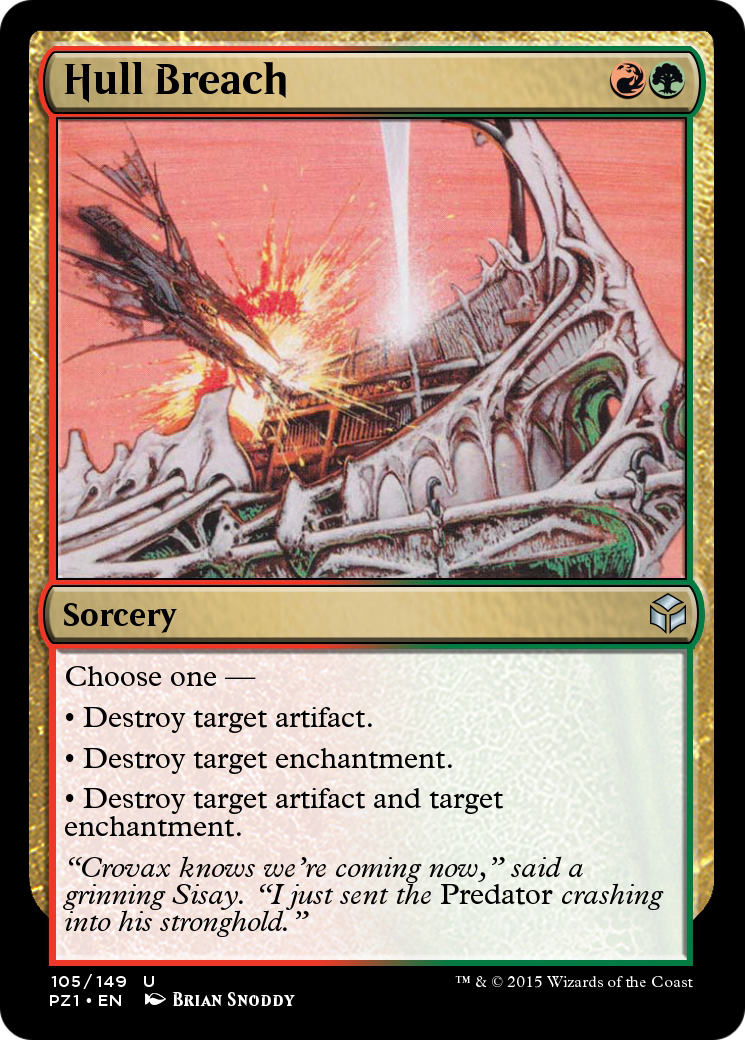 Hull Breach
Sorcery
Choose one —
• Destroy target artifact.
• Destroy target enchantment.
• Destroy target artifact and target
enchantment.
“Crovax knows we’re coming now,” said a
grinning Sisay. “I just sent the Predator crashing
into his stronghold.”
105/149 U
™ & © 2015 Wizards of the Coast
PZ1 • EN Brian Snoddy